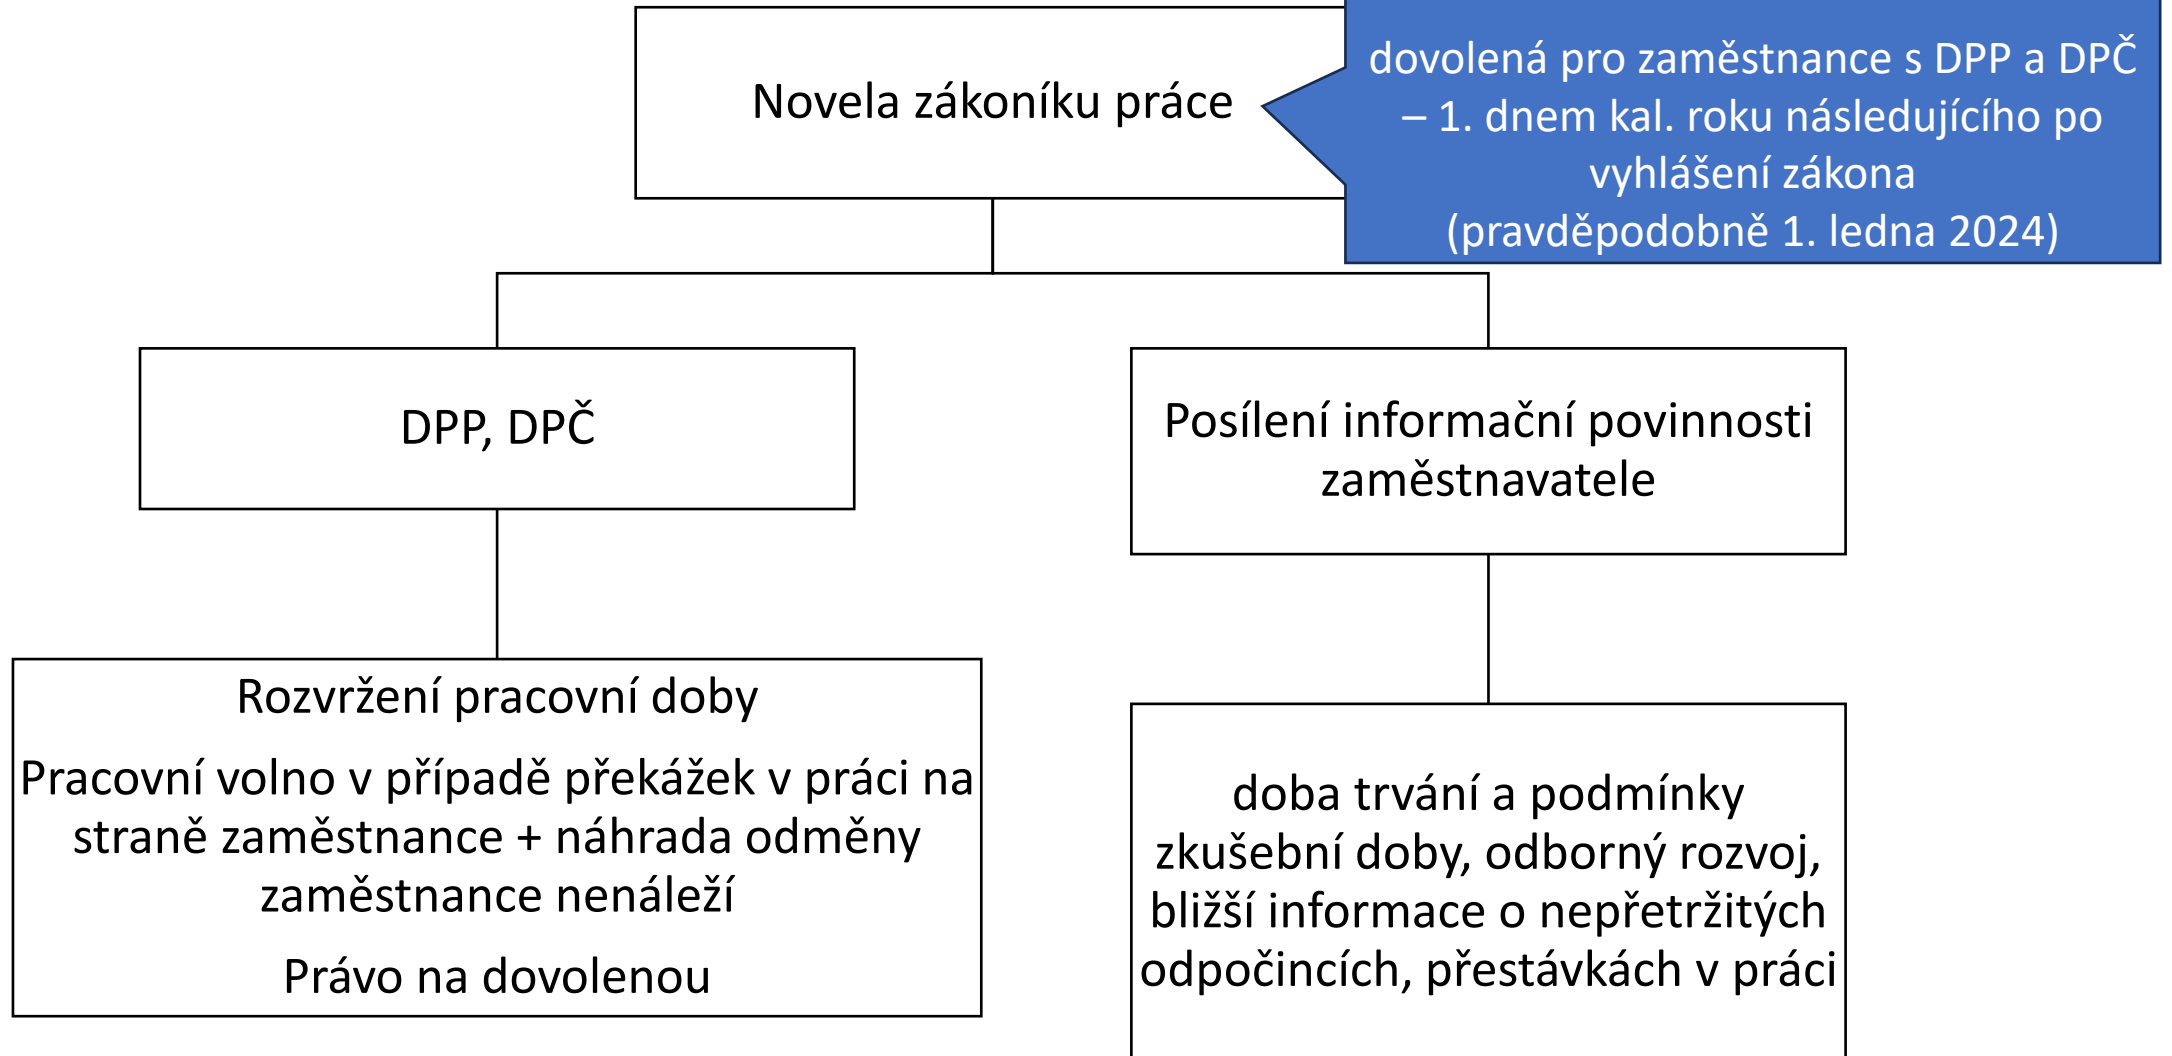 Novela zákoníku práce
dovolená pro zaměstnance s DPP a DPČ
– 1. dnem kal. roku následujícího po
vyhlášení zákona
(pravděpodobně 1. ledna 2024)
DPP, DPČ
Posílení informační povinnosti
zaměstnavatele
Rozvržení pracovní doby
Pracovní volno v případě překážek v práci na
straně zaměstnance + náhrada odměny
zaměstnance nenáleží
Právo na dovolenou
doba trvání a podmínky
zkušební doby, odborný rozvoj,
bližší informace o nepřetržitých
odpočincích, přestávkách v práci